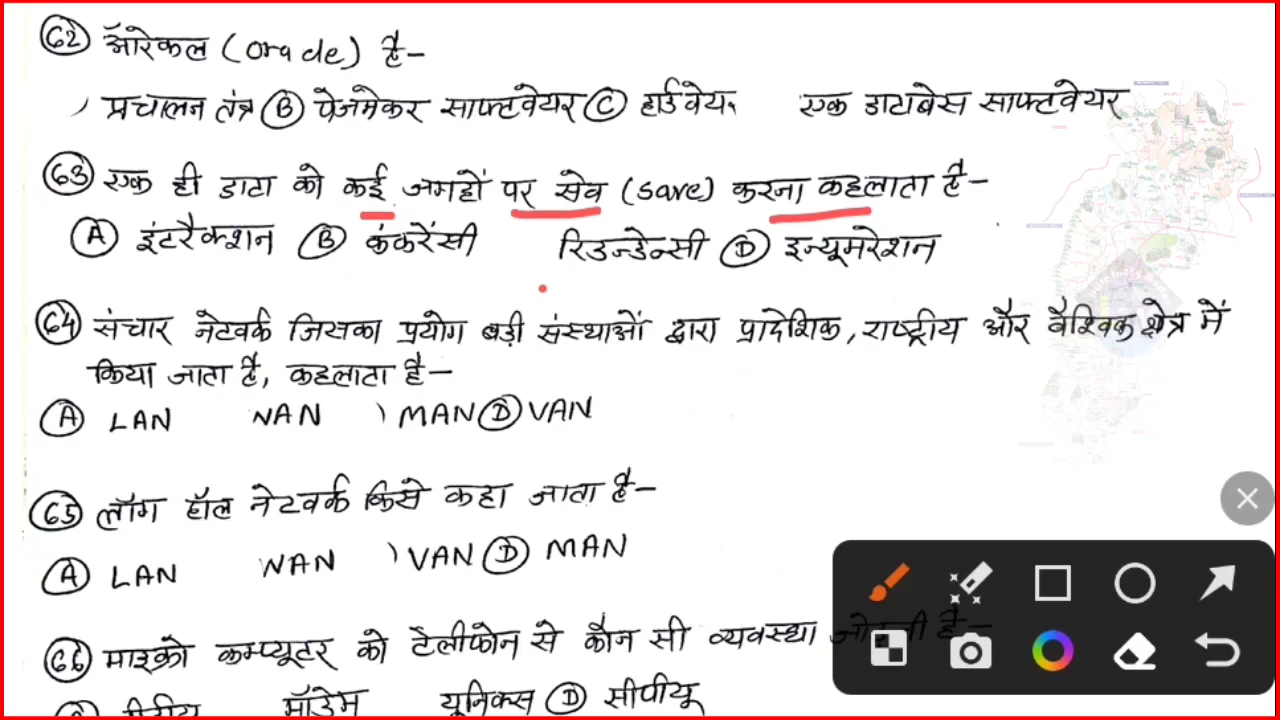 62 ऑरेकल (Oracle) है-
प्रचालन तंत्र (B) पेजमेकर साफ्टवेयर (C) हार्डवेयर एक डाटाबेस साफ्टवेयर
63 एक ही डाटा को कई जगहों पर सेव (save) करना कहलाता है-
(A) इंटरैक्शन (B) कंकरेंसी रिडन्डेन्सी (D) इन्यूमरेशन
64 संचार नेटवर्क जिसका प्रयोग बड़ी संस्थाओं द्वारा प्रादेशिक, राष्ट्रीय और वैश्विक क्षेत्र में
किया जाता है, कहलाता है-
(A) LAN WAN MAN (D) VAN
65 लॉग हॉल नेटवर्क किसे कहा जाता है-
(A) LAN WAN VAN (D) MAN
66 माइक्रो कम्प्यूटर को टेलीफोन से कौन सी व्यवस्था जोड़ती है-
मॉडेम यूनिक्स (D) सीपीयू